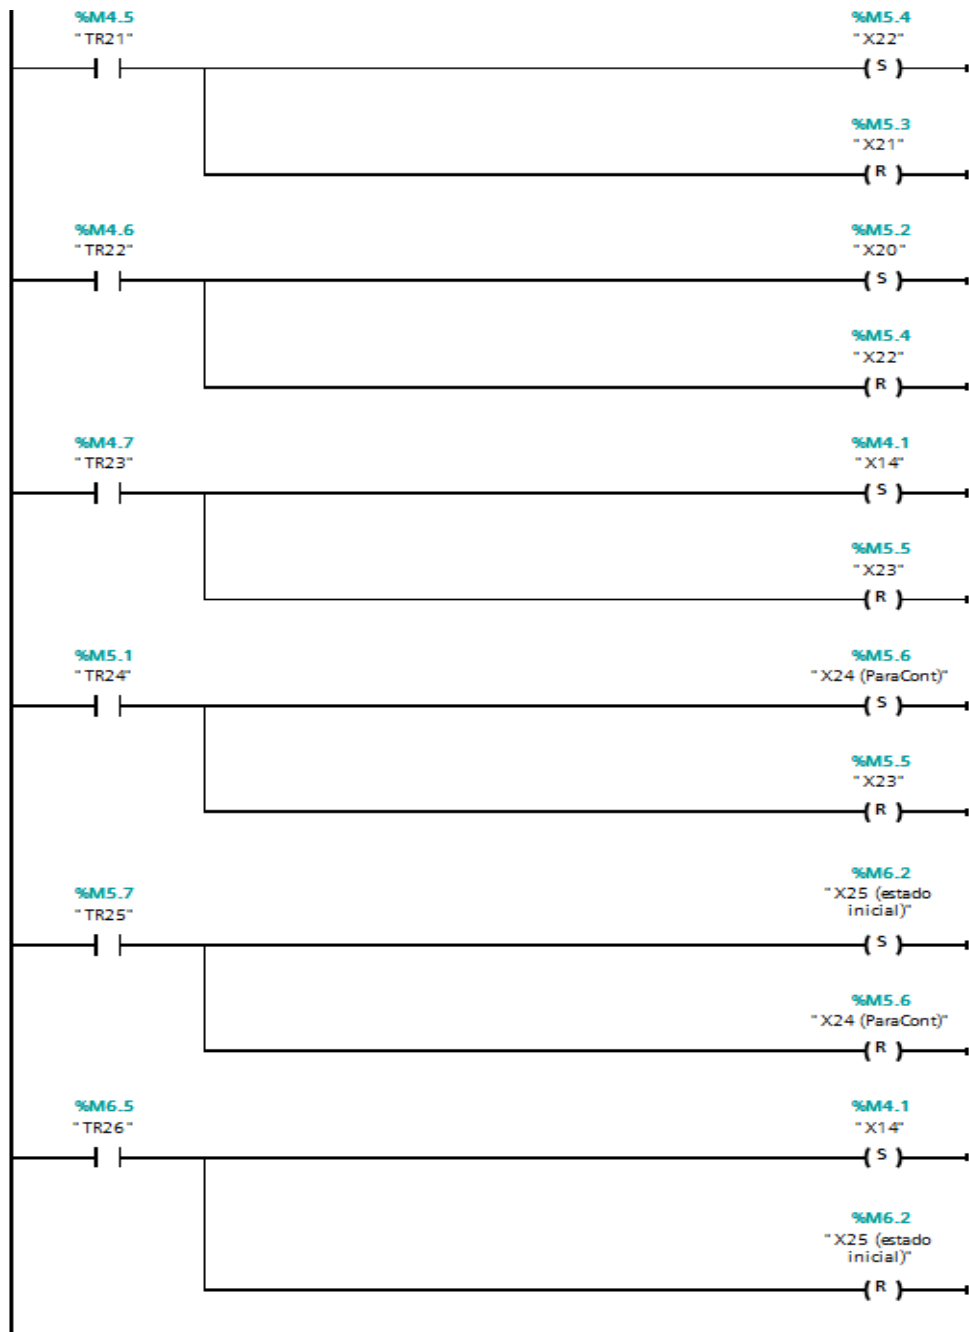 %M4.5 %M5.4
"TR21" "X22"
S
%M5.3
"X21"
R
%M4.6 %M5.2
"TR22" "X20"
S
%M5.4
"X22"
R
%M4.7 %M4.1
"TR23" "X14"
S
%M5.5
"X23"
R
%M5.1 %M5.6
"TR24" "X24 (ParaCont)"
S
%M5.5
"X23"
R
%M6.2
%M5.7 "X25 (estado
"TR25" inicial)"
S
%M5.6
"X24 (ParaCont)"
R
%M6.5 %M4.1
"TR26" "X14"
S
%M6.2
"X25 (estado
inicial)"
R